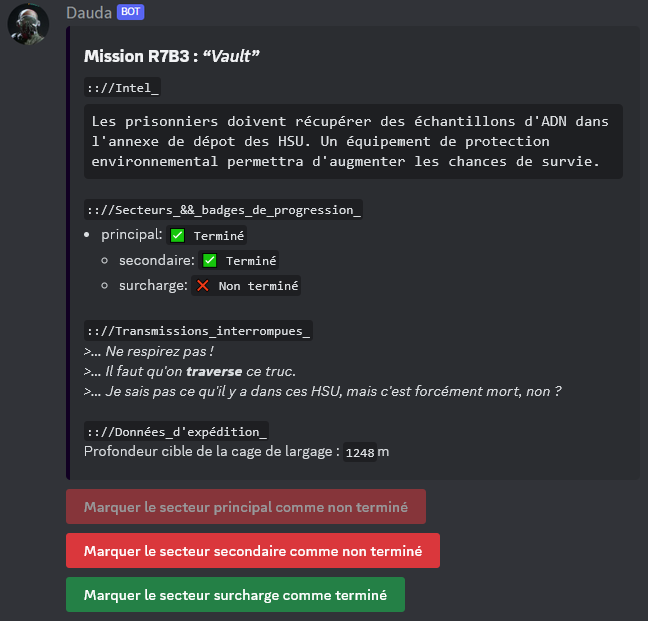 Dauda BOT
Mission R7B3 : “Vault”
:://Intel_
Les prisonniers doivent récupérer des échantillons d'ADN dans
l'annexe de dépot des HSU. Un équipement de protection
environnemental permettra d'augmenter les chances de survie.
:://Secteurs_&&_badges_de_progression_
• principal: ✅ Terminé
◦ secondaire: ✅ Terminé
◦ surcharge: ❌ Non terminé
:://Transmissions_interrompues_
>... Ne respirez pas !
>... Il faut qu'on traverse ce truc.
>... Je sais pas ce qu'il y a dans ces HSU, mais c'est forcément mort, non ?
:://Données_d'expédition_
Profondeur cible de la cage de largage : 1248 m
Marquer le secteur principal comme non terminé
Marquer le secteur secondaire comme non terminé
Marquer le secteur surcharge comme terminé